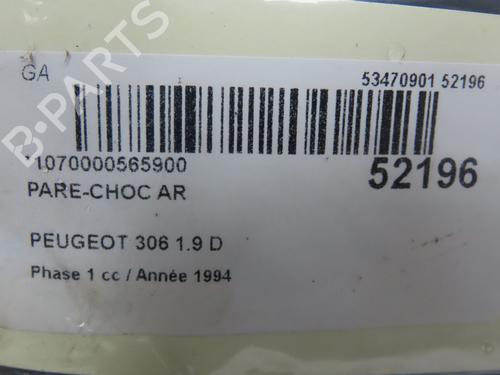 GA
53470901 52196
1070000565900
52196
PARE-CHOC AR
PEUGEOT 306 1.9 D
Phase 1 cc / Année 1994
B-PARTS